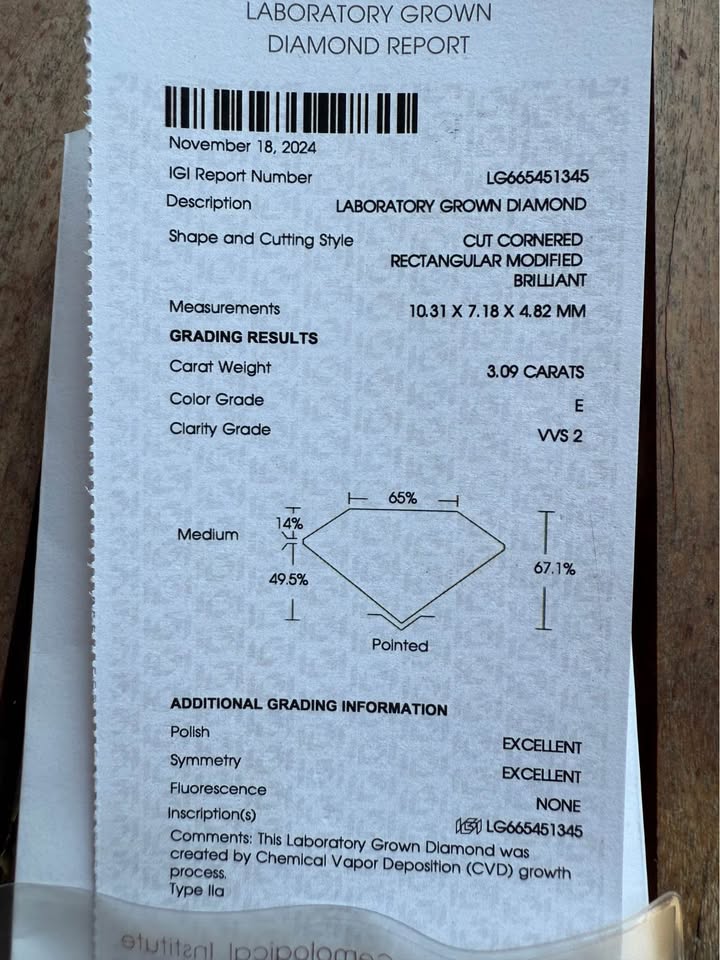 LABORATORY GROWN
DIAMOND REPORT
November 18, 2024
IGI Report Number LG665451345
Description LABORATORY GROWN DIAMOND
Shape and Cutting Style CUT CORNERED
RECTANGULAR MODIFIED
BRILLIANT
Measurements 10.31 X 7.18 X 4.82 MM
GRADING RESULTS
Carat Weight 3.09 CARATS
Color Grade E
Clarity Grade VVS 2
65%
14%
Medium
49.5%
67.1%
Pointed
ADDITIONAL GRADING INFORMATION
Polish EXCELLENT
Symmetry EXCELLENT
Fluorescence NONE
Inscription(s) IGI LG665451345
Comments: This Laboratory Grown Diamond was
created by Chemical Vapor Deposition (CVD) growth
process.
Type IIa
emological Institute